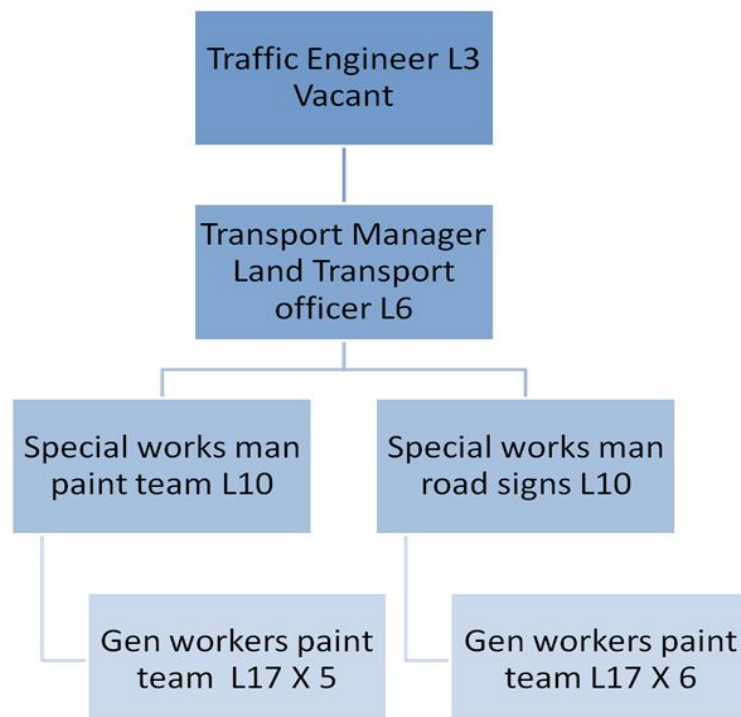 Traffic Engineer L3
Vacant
Transport Manager
Land Transport
officer L6
Special works man
paint team L10
Special works man
road signs L10
Gen workers paint
team L17 X 5
Gen workers paint
team L17 X 6